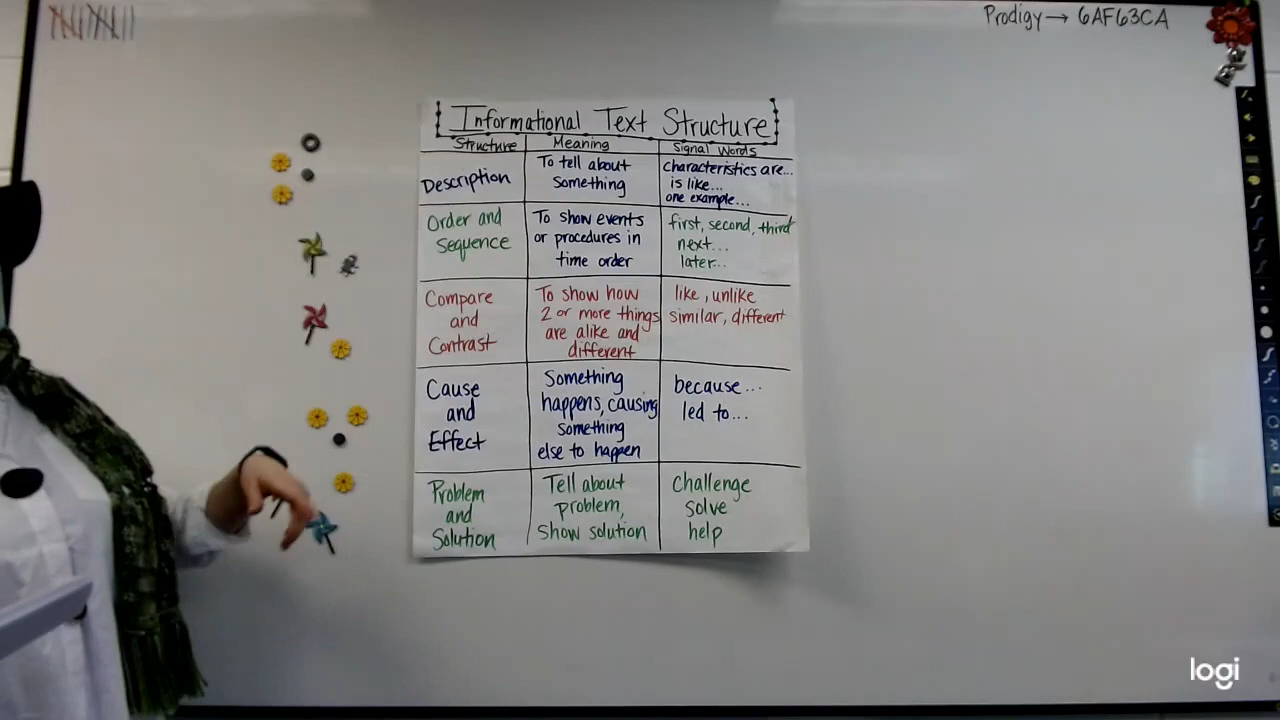 Prodigy → 6AF63CA
Informational Text Structure
Structure Meaning Signal Words
Description
To tell about
something
Characteristics are...
is like...
one example...
Order and
Sequence
To show events
or procedures in
time order
first, second, third
next...
later...
Compare
and
Contrast
To show how
2 or more things
are alike and
different
like, unlike
similar, different
Cause
and
Effect
Something
happens, causing
something
else to happen
because...
led to...
Problem
and
Solution
Tell about
problem,
Show solution
challenge
solve
help
logi